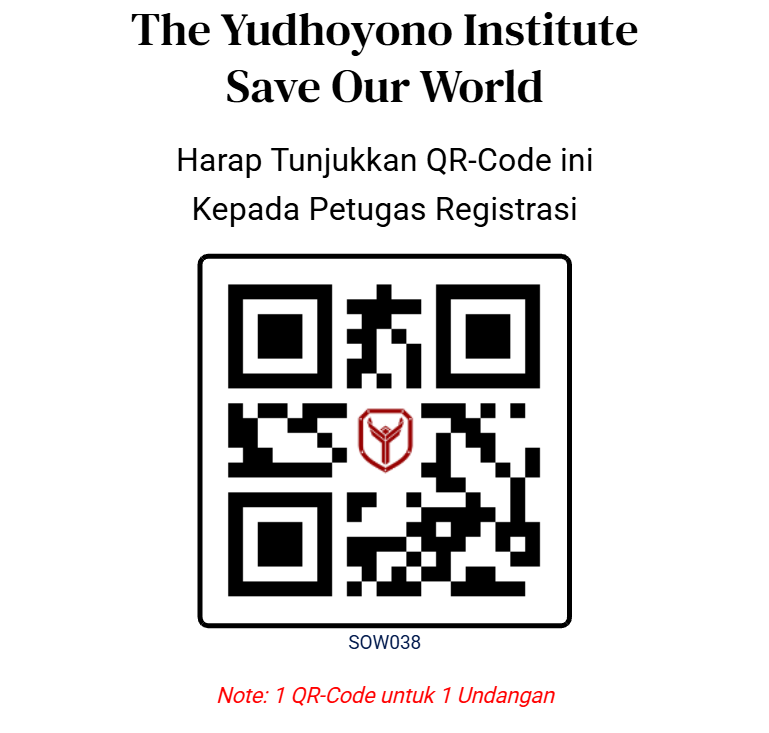 The Yudhoyono Institute
Save Our World
Harap Tunjukkan QR-Code ini
Kepada Petugas Registrasi
SOW038
Note: 1 QR-Code untuk 1 Undangan